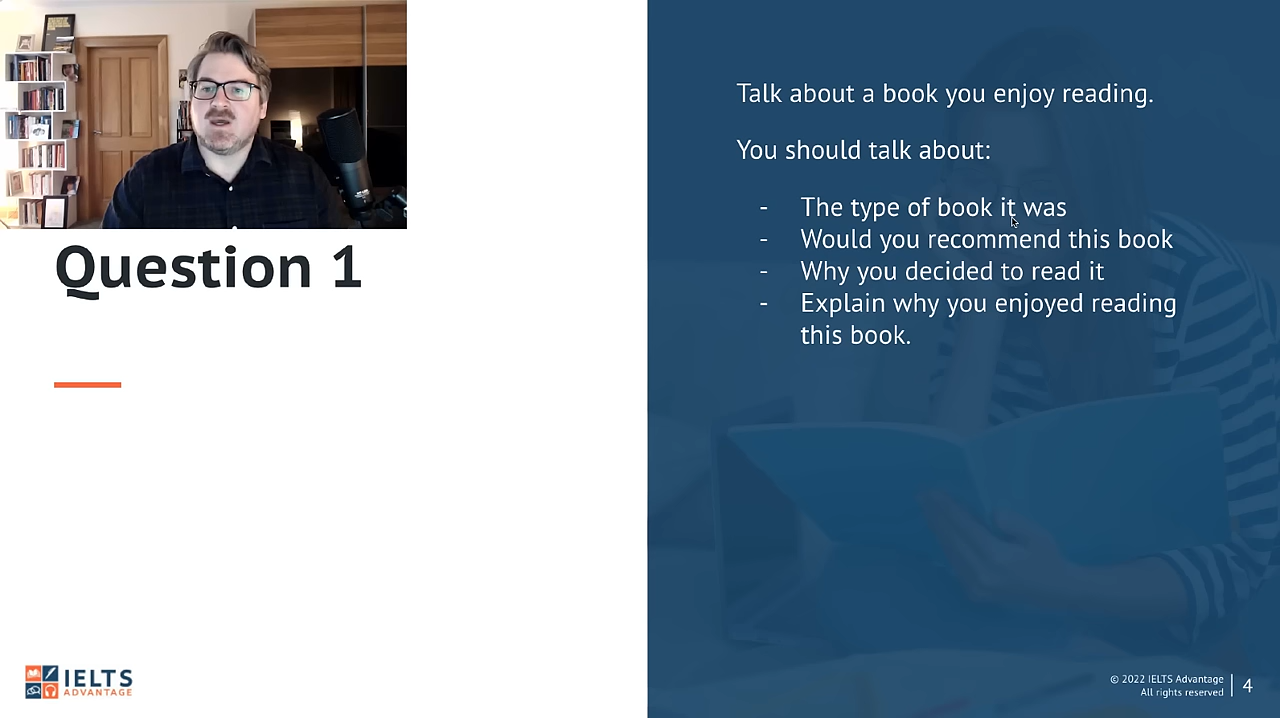 Question 1
Talk about a book you enjoy reading.
You should talk about:
- The type of book it was
- Would you recommend this book
- Why you decided to read it
- Explain why you enjoyed reading
this book.
IELTS
ADVANTAGE
© 2022 IELTS Advantage
All rights reserved
4